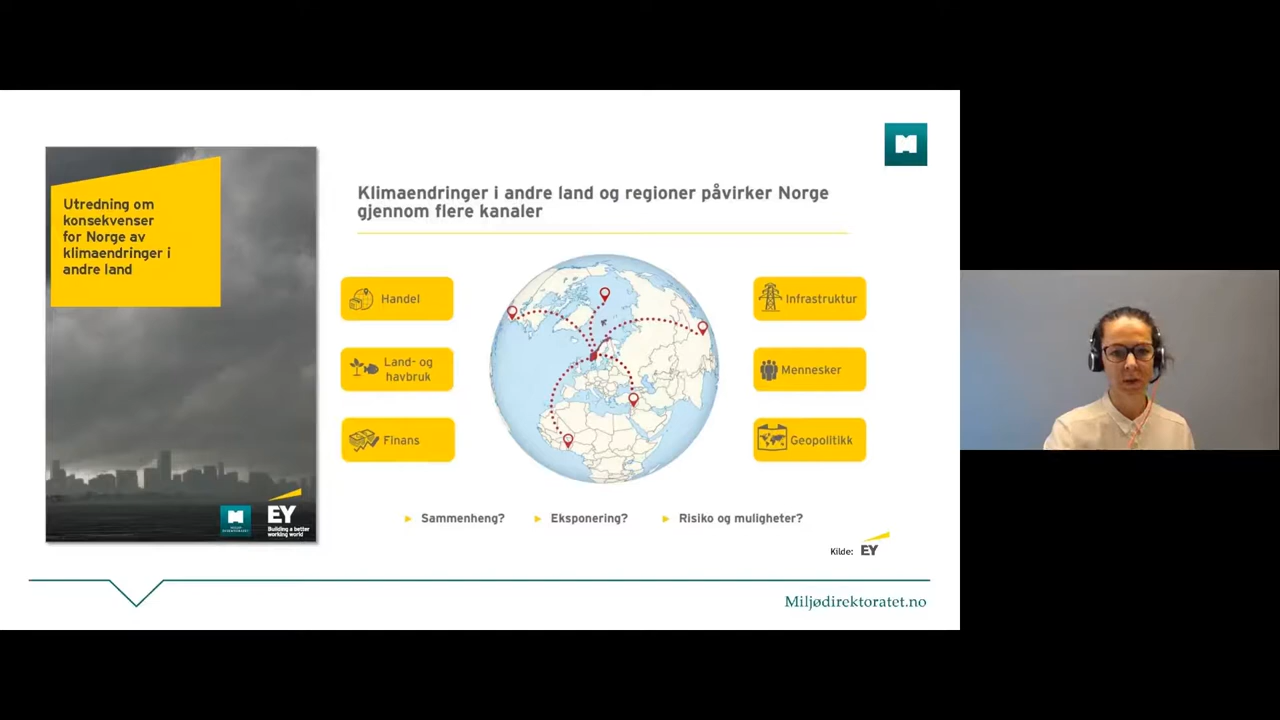 Utredning om
konsekvenser
for Norge av
klimaendringer i
andre land
EY
Building a better
working world
Klimaendringer i andre land og regioner påvirker Norge
gjennom flere kanaler
Handel
Land- og
havbruk
Finans
Infrastruktur
Mennesker
Geopolitikk
Sammenheng?
Eksponering?
Risiko og muligheter?
Kilde: EY
Miljødirektoratet.no